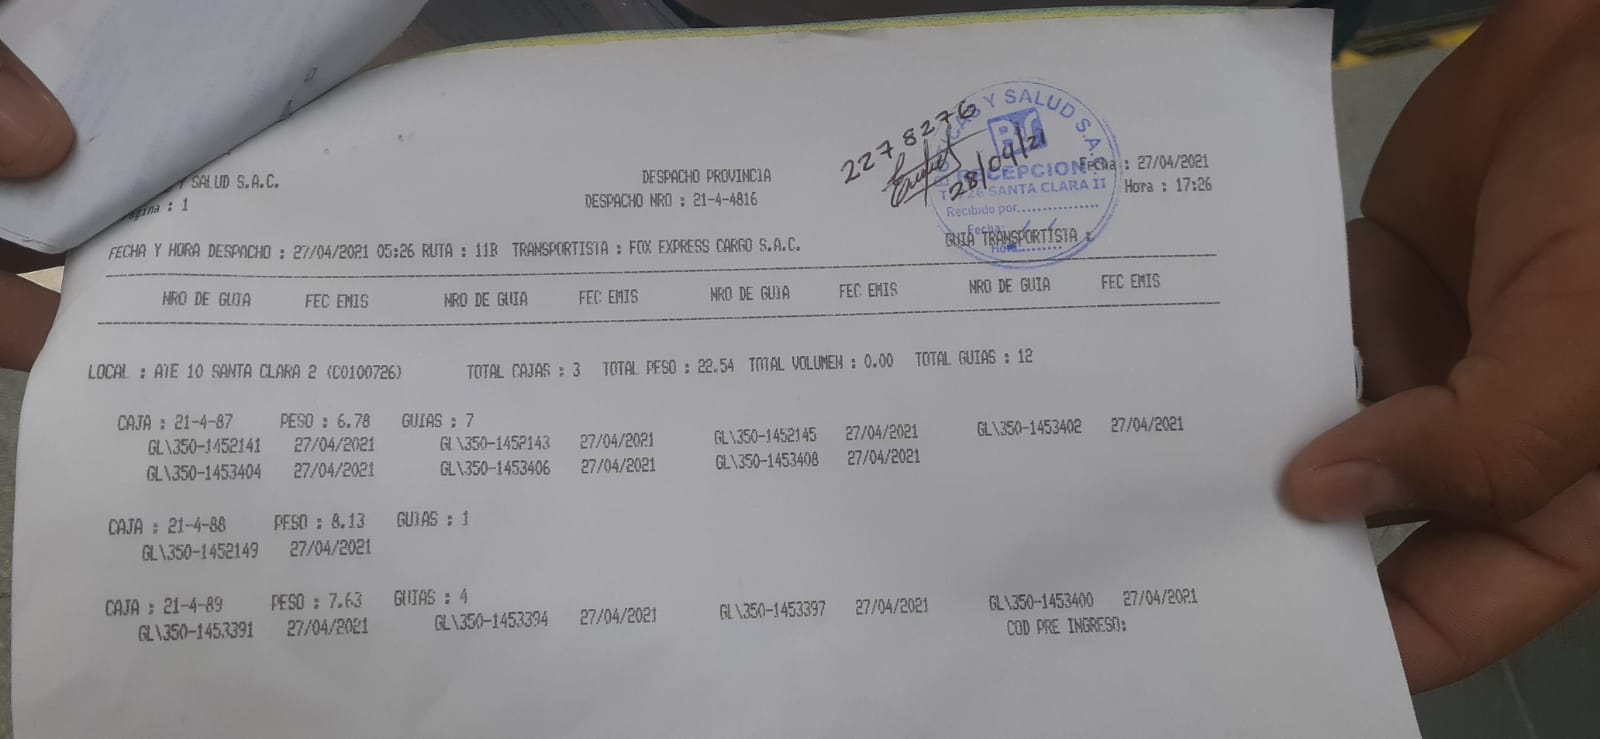 Y SALUD S.A.C.
Página : 1
DESPACHO PROVINCIA
DESPACHO NRO : 21-4-4816
2278276
28/04/21
CAS Y SALUD S.A.C
RECEPCION
SANTA CLARA II
Recibido por
Fecha:
Hora:
Fecha : 27/04/2021
Hora : 17:26
FECHA Y HORA DESPACHO : 27/04/2021 05:26 RUTA : 11B TRANSPORTISTA : FOX EXPRESS CARGO S.A.C. GUIA TRANSPORTISTA :
NRO DE GUIA FEC EMIS NRO DE GUIA FEC EMIS NRO DE GUIA FEC EMIS NRO DE GUIA FEC EMIS
LOCAL : ATE 10 SANTA CLARA 2 (C0100726) TOTAL CAJAS : 3 TOTAL PESO : 22.54 TOTAL VOLUMEN : 0.00 TOTAL GUIAS : 12
CAJA : 21-4-87 PESO : 6.78 GUIAS : 7
GL\350-1452141 27/04/2021 GL\350-1452143 27/04/2021 GL\350-1452145 27/04/2021 GL\350-1453402 27/04/2021
GL\350-1453404 27/04/2021 GL\350-1453406 27/04/2021 GL\350-1453408 27/04/2021
CAJA : 21-4-88 PESO : 8.13 GUIAS : 1
GL\350-1452149 27/04/2021
CAJA : 21-4-89 PESO : 7.63 GUIAS : 4
GL\350-1453391 27/04/2021 GL\350-1453394 27/04/2021 GL\350-1453397 27/04/2021 GL\350-1453400 27/04/2021
COD PRE INGRESO: